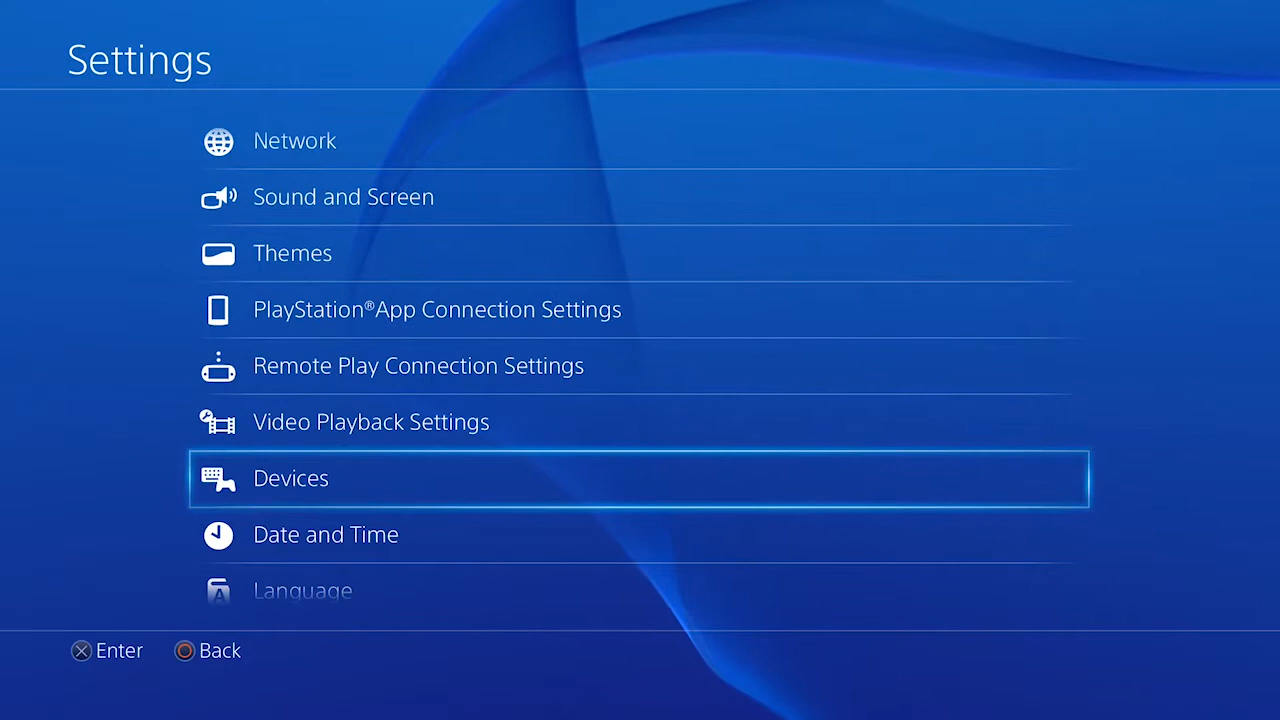 Settings
Network
Sound and Screen
Themes
PlayStation®App Connection Settings
Remote Play Connection Settings
Video Playback Settings
Devices
Date and Time
Language
Enter Back